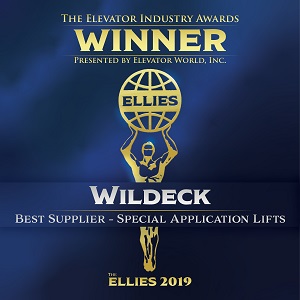 THE ELEVATOR INDUSTRY AWARDS
WINNER
PRESENTED BY ELEVATOR WORLD, INC.
ELLIES
WILDECK
BEST SUPPLIER - SPECIAL APPLICATION LIFTS
THE
ELLIES 2019